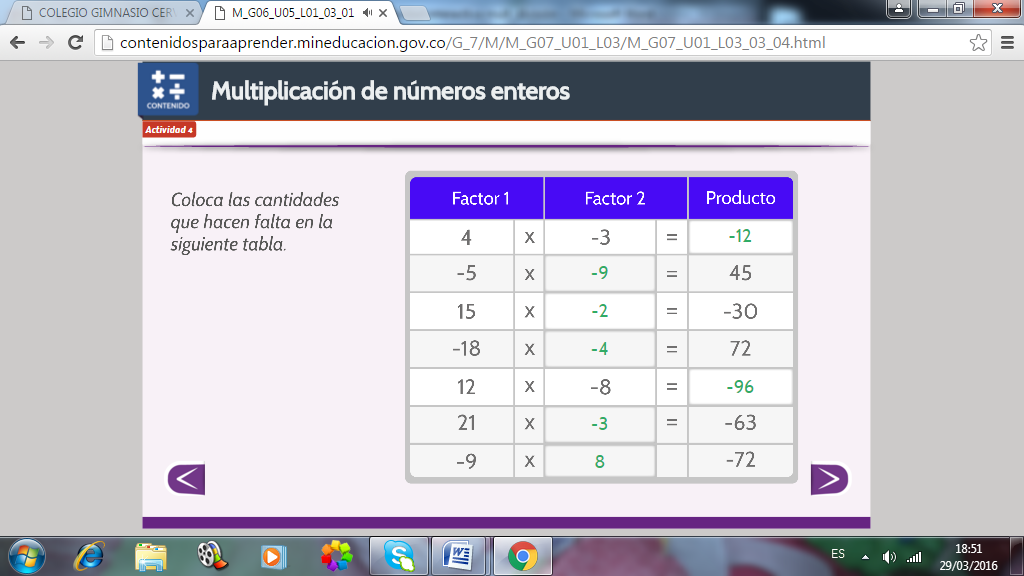 COLEGIO GIMNASIO CER
M_G06_U05_L01_03_01
contenidosparaaprender.mineducacion.gov.co/G_7/M/M_G07_U01_L03/M_G07_U01_L03_03_04.html
CONTENIDO
Multiplicación de números enteros
Actividad 4
Coloca las cantidades
que hacen falta en la
siguiente tabla.
Factor 1 Factor 2 Producto
4 x -3 = -12
-5 x -9 = 45
15 x -2 = -30
-18 x -4 = 72
12 x -8 = -96
21 x -3 = -63
-9 x 8 -72
< >
ES
18:51
29/03/2016